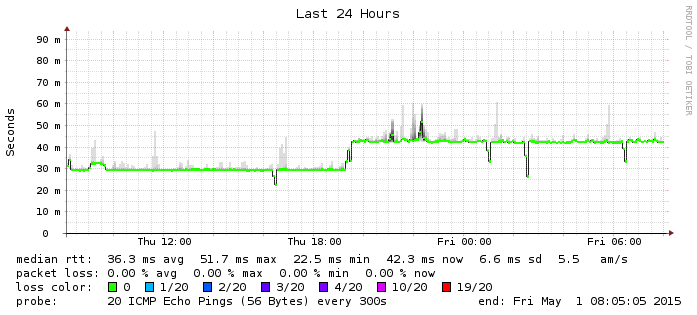 Last 24 Hours
RRDTOOL / TOBI OETIKER
Seconds
90 m
80 m
70 m
60 m
50 m
40 m
30 m
20 m
10 m
0
Thu 12:00 Thu 18:00 Fri 00:00 Fri 06:00
median rtt: 36.3 ms avg 51.7 ms max 22.5 ms min 42.3 ms now 6.6 ms sd 5.5 am/s
packet loss: 0.00 % avg 0.00 % max 0.00 % min 0.00 % now
loss color: 0 1/20 2/20 3/20 4/20 10/20 19/20
probe: 20 ICMP Echo Pings (56 Bytes) every 300s end: Fri May 1 08:05:05 2015